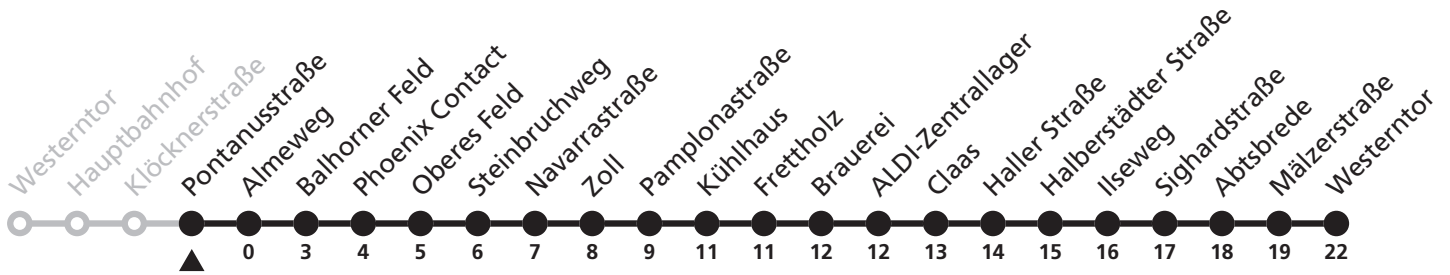 Westerntor
Hauptbahnhof
Klöcknerstraße
Pontanusstraße
Almeweg
Balhorner Feld
Phoenix Contact
Oberes Feld
Steinbruchweg
Navarrastraße
Zoll
Pamplonastraße
Kühlhaus
Frettholz
Brauerei
ALDI-Zentrallager
Claas
Haller Straße
Halberstädter Straße
Ilseweg
Sighardstraße
Abtsbrede
Mälzerstraße
Westerntor
0 3 4 5 6 7 8 9 11 11 12 12 13 14 15 16 17 18 19 22